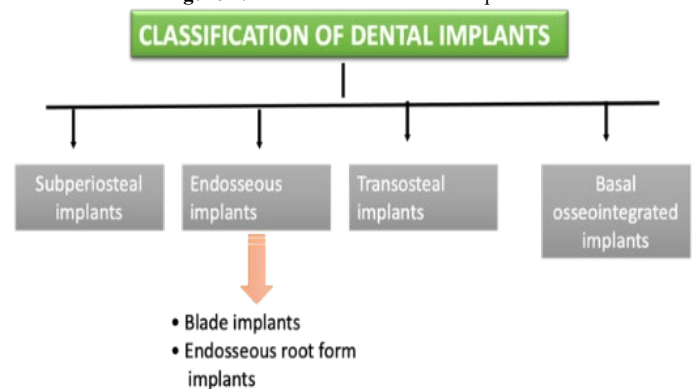 CLASSIFICATION OF DENTAL IMPLANTS
Subperiosteal
implants
Endosseous
implants
Transosteal
implants
Basal
osseointegrated
implants
• Blade implants
• Endosseous root form
implants